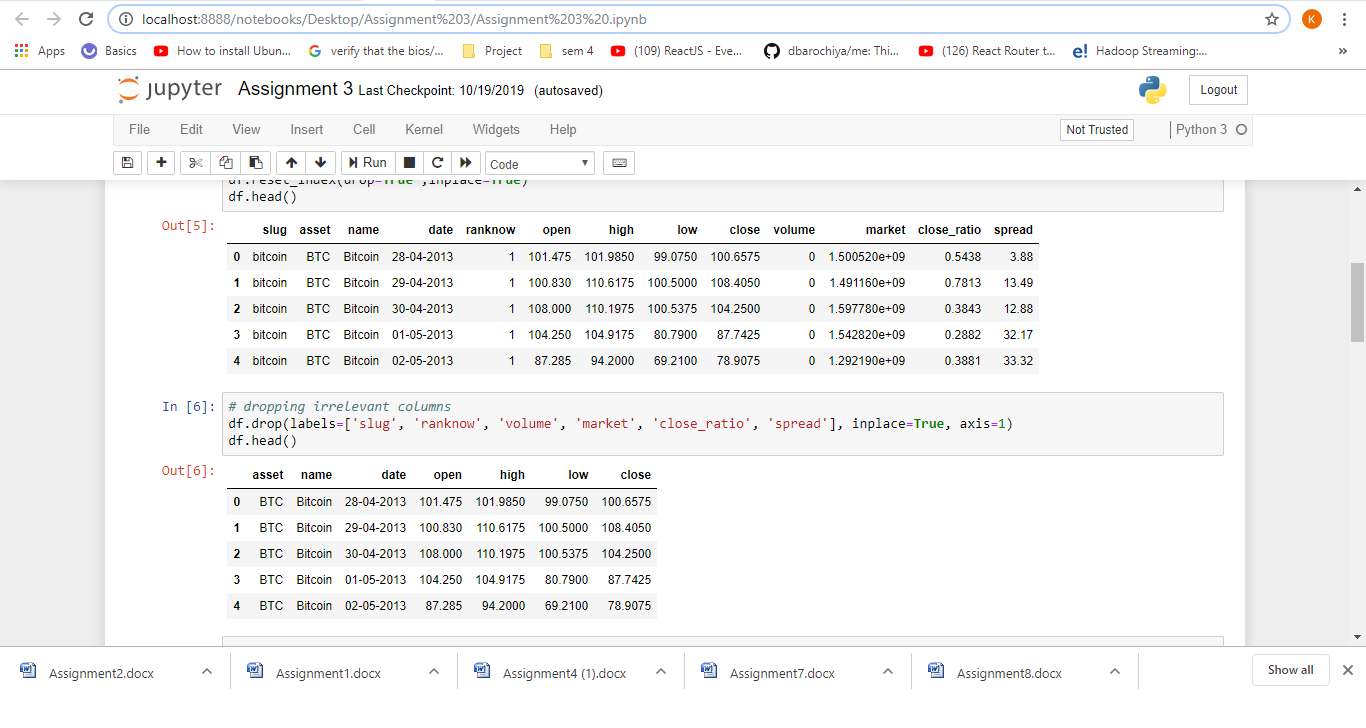 localhost:8888/notebooks/Desktop/Assignment%203/Assignment%203%20.ipynb K
Apps Basics How to install Ubun... verify that the bios/... Project sem 4 (109) ReactJS - Eve... dbarochiya/me: Thi... (126) React Router t... e! Hadoop Streaming:... »
jupyter Assignment 3 Last Checkpoint: 10/19/2019 (autosaved) Logout
File Edit View Insert Cell Kernel Widgets Help Not Trusted Python 3
Run Code
df.reset_index(drop=True ,inplace=True)
df.head()
Out[5]:
slug asset name date ranknow open high low close volume market close_ratio spread
0 bitcoin BTC Bitcoin 28-04-2013 1 101.475 101.9850 99.0750 100.6575 0 1.500520e+09 0.5438 3.88
1 bitcoin BTC Bitcoin 29-04-2013 1 100.830 110.6175 100.5000 108.4050 0 1.491160e+09 0.7813 13.49
2 bitcoin BTC Bitcoin 30-04-2013 1 108.000 110.1975 100.5375 104.2500 0 1.597780e+09 0.3843 12.88
3 bitcoin BTC Bitcoin 01-05-2013 1 104.250 104.9175 80.7900 87.7425 0 1.542820e+09 0.2882 32.17
4 bitcoin BTC Bitcoin 02-05-2013 1 87.285 94.2000 69.2100 78.9075 0 1.292190e+09 0.3881 33.32
In [6]: # dropping irrelevant columns
df.drop(labels=['slug', 'ranknow', 'volume', 'market', 'close_ratio', 'spread'], inplace=True, axis=1)
df.head()
Out[6]:
asset name date open high low close
0 BTC Bitcoin 28-04-2013 101.475 101.9850 99.0750 100.6575
1 BTC Bitcoin 29-04-2013 100.830 110.6175 100.5000 108.4050
2 BTC Bitcoin 30-04-2013 108.000 110.1975 100.5375 104.2500
3 BTC Bitcoin 01-05-2013 104.250 104.9175 80.7900 87.7425
4 BTC Bitcoin 02-05-2013 87.285 94.2000 69.2100 78.9075
Assignment2.docx Assignment1.docx Assignment4 (1).docx Assignment7.docx Assignment8.docx Show all